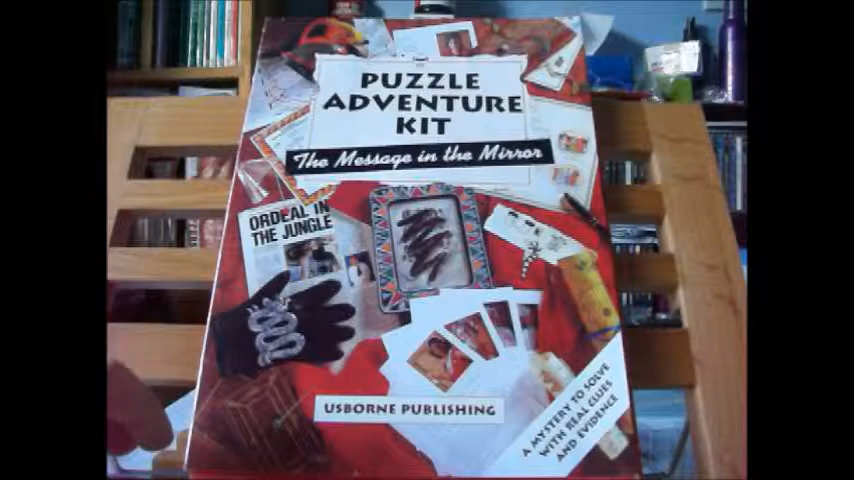 PUZZLE
ADVENTURE
KIT
The Message in the Mirror
ORDEAL IN
THE JUNGLE
USBORNE PUBLISHING
A MYSTERY TO SOLVE
WITH REAL CLUES
AND EVIDENCE